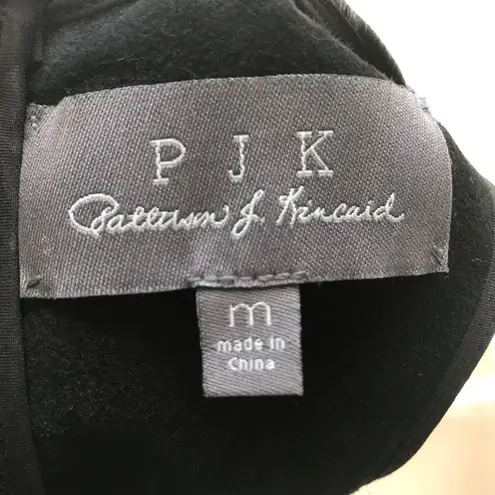 P J K
Patterson J. Kincaid
m
made in
China